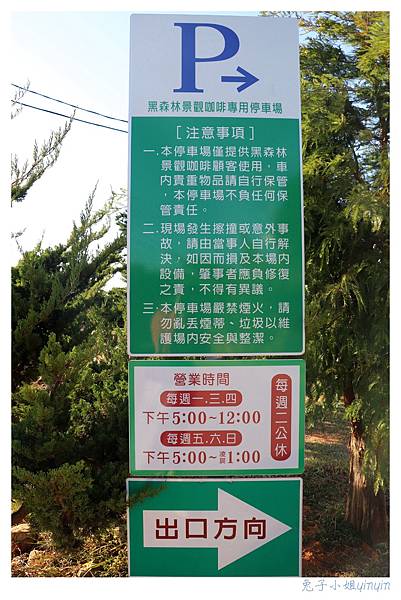 P
黑森林景觀咖啡專用停車場
[注意事項]
一.本停車場僅提供黑森林
景觀咖啡顧客使用，車
內貴重物品請自行保管
，本停車場不負任何保
管責任。
二.現場發生擦撞或意外事
故，請由當事人自行解
決，如因而損及本場內
設備，肇事者應負修復
之責，不得有異議。
三.本停車場嚴禁煙火，請
勿亂丟煙蒂、垃圾以維
護場內安全與整潔。
營業時間
每週一.三.四
下午5:00~12:00
每週五.六.日
下午5:00~凌晨1:00
每週二公休
出口方向
兔子小姐yinyin